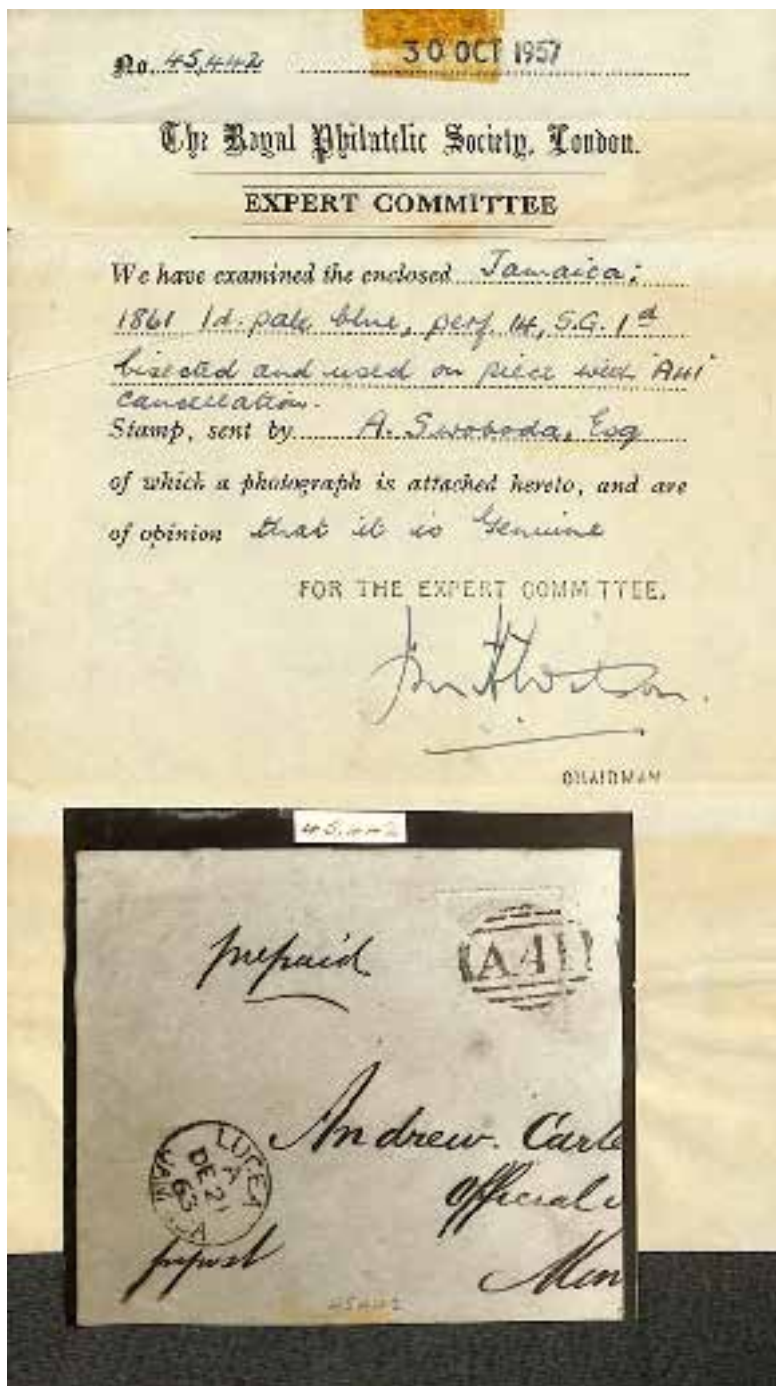 No. 45,442 30 OCT 1957
The Royal Philatelic Society, London.
EXPERT COMMITTEE
We have examined the enclosed Jamaica;
1861 1d. pale blue, perf. 14, S.G. 1d
bisected and used on piece with
cancellation.
Stamp, sent by A. Swoboda, Esq
of which a photograph is attached hereto, and are
of opinion that it is Genuine
FOR THE EXPERT COMMITTEE.
CHAIRMAN
45,442
prepaid
A41
Andrew. Carle
Official
LUCEA
A
DE 21
63
JAMAICA
45442